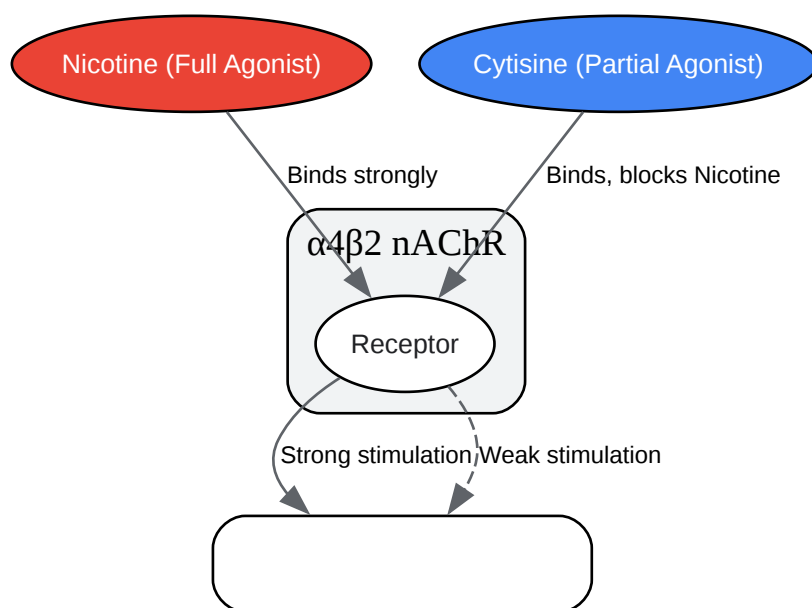 Nicotine (Full Agonist)
Cytisine (Partial Agonist)
Binds strongly
Binds, blocks Nicotine
α4β2 nAChR
Receptor
Strong stimulation
Weak stimulation